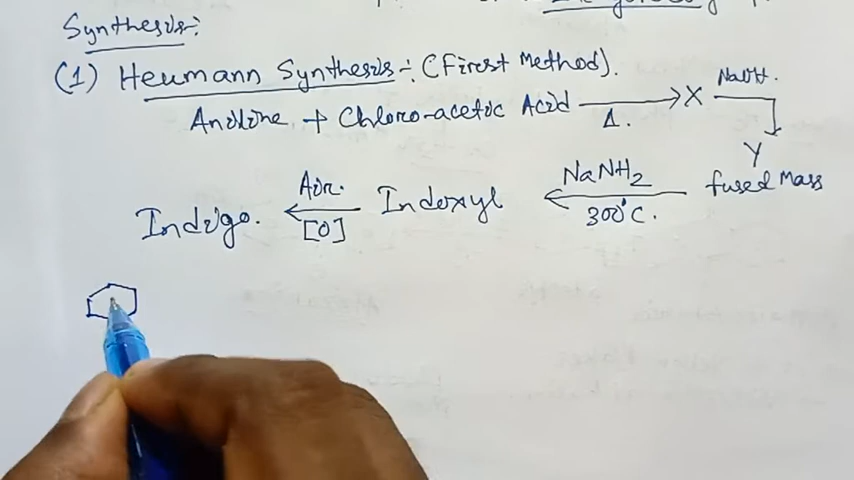 Synthesis:-
(1) Heumann Synthesis :- (First Method).
Aniline + Chloro-acetic Acid → X NaOH.
Δ.
Y
fused Mass
NaNH2
300°C.
Indoxyl
Air.
[O]
Indigo.